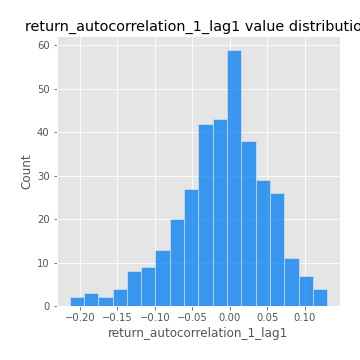 return_autocorrelation_1_lag1 value distributio
60
50
40
30
20
10
0
Count
−0.20 −0.15 −0.10 −0.05 0.00 0.05 0.10
return_autocorrelation_1_lag1